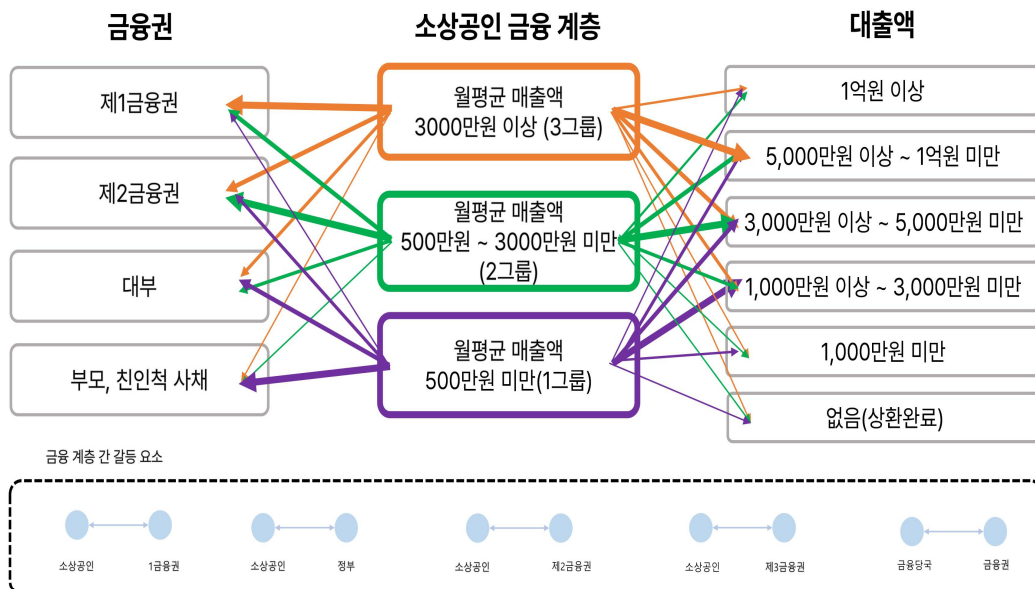 금융권
소상공인 금융 계층
대출액
제1금융권
제2금융권
대부
부모, 친인척 사채
월평균 매출액
3000만원 이상 (3그룹)
월평균 매출액
500만원 ~ 3000만원 미만
(2그룹)
월평균 매출액
500만원 미만(1그룹)
1억원 이상
5,000만원 이상 ~ 1억원 미만
3,000만원 이상 ~ 5,000만원 미만
1,000만원 이상 ~ 3,000만원 미만
1,000만원 미만
없음(상환완료)
금융 계층 간 갈등 요소
소상공인
1금융권
소상공인
정부
소상공인
제2금융권
소상공인
제3금융권
금융당국
금융권